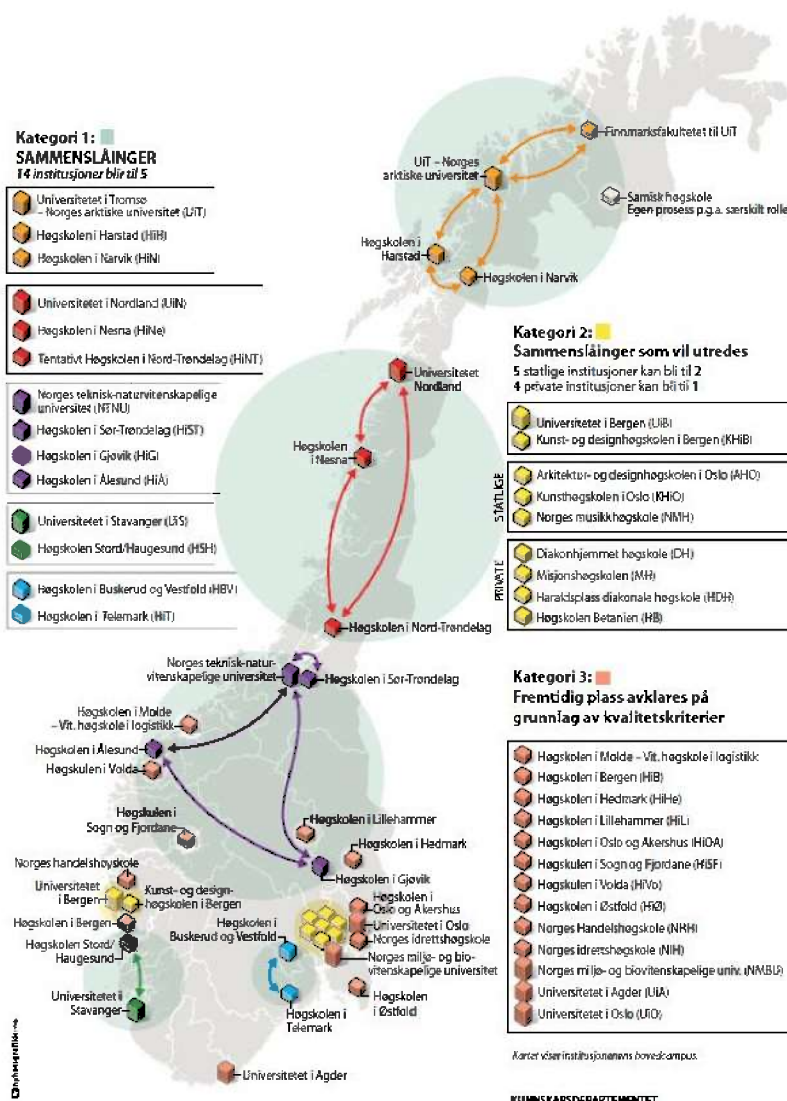 Kategori 1:
SAMMENSLÅINGER
14 institusjoner blir til 5
Universitetet i Tromsø
– Norges arktiske universitet (UiT)
Høgskolen i Harstad (HiH)
Høgskolen i Narvik (HiN)
Universitetet i Nordland (UiN)
Høgskolen i Nesna (HiNe)
Tentativt Høgskolen i Nord-Trøndelag (HiNT)
Norges teknisk-naturvitenskapelige
universitet (NTNU)
Høgskolen i Sør-Trøndelag (HiST)
Høgskolen i Gjøvik (HiG)
Høgskolen i Ålesund (HiÅ)
Universitetet i Stavanger (UiS)
Høgskolen Stord/Haugesund (HSH)
Høgskolen i Buskerud og Vestfold (HBV)
Høgskolen i Telemark (HiT)
Finnmarksfakultetet til UiT
UiT – Norges
arktiske universitet
Samisk høgskole
Egen prosess p.g.a. særskilt rolle
Høgskolen i
Harstad
Høgskolen i Narvik
Universitetet
Nordland
Høgskolen
i Nesna
Høgskolen i Nord-Trøndelag
Norges teknisk-natur-
vitenskapelige universitet
Høgskolen i Sør-Trøndelag
Høgskolen i Molde
– Vit. høgskole i logistikk
Høgskolen i Ålesund
Høgskulen i Volda
Høgskulen i
Sogn og Fjordane
Høgskolen i Lillehammer
Høgskolen i Hedmark
Høgskolen i Gjøvik
Norges handelshøyskole
Universitetet
i Bergen
Kunst- og design-
høgskolen i Bergen
Høgskolen i Bergen
Høgskolen Stord/
Haugesund
Universitetet i
Stavanger
Høgskolen i
Buskerud og Vestfold
Høgskolen i
Telemark
Høgskolen i
Oslo og Akershus
Universitetet i Oslo
Norges idrettshøgskole
Norges miljø- og bio-
vitenskapelige universitet
Høgskolen
i Østfold
Universitetet i Agder
Kategori 2:
Sammenslåinger som vil utredes
5 statlige institusjoner kan bli til 2
4 private institusjoner kan bli til 1
STATLIGE
Universitetet i Bergen (UiB)
Kunst- og designhøgskolen i Bergen (KHiB)
Arkitektur- og designhøgskolen i Oslo (AHO)
Kunsthøgskolen i Oslo (KHiO)
Norges musikkhøgskole (NMH)
PRIVATE
Diakonhjemmet høgskole (DH)
Misjonshøgskolen (MH)
Haraldsplass diakonale høgskole (HDH)
Høgskolen Betanien (HB)
Kategori 3:
Fremtidig plass avklares på
grunnlag av kvalitetskriterier
Høgskolen i Molde – Vit. høgskole i logistikk
Høgskolen i Bergen (HiB)
Høgskolen i Hedmark (HiHe)
Høgskolen i Lillehammer (HiL)
Høgskolen i Oslo og Akershus (HiOA)
Høgskulen i Sogn og Fjordane (HiSF)
Høgskulen i Volda (HiVo)
Høgskolen i Østfold (HiØ)
Norges Handelshøgskole (NHH)
Norges idrettshøgskole (NIH)
Norges miljø- og biovitenskapelige univ. (NMBU)
Universitetet i Agder (UiA)
Universitetet i Oslo (UiO)
Kartet viser institusjonenes hovedcampus.
KUNNSKAPSDEPARTEMENTET
nyhetsgrafikk.no